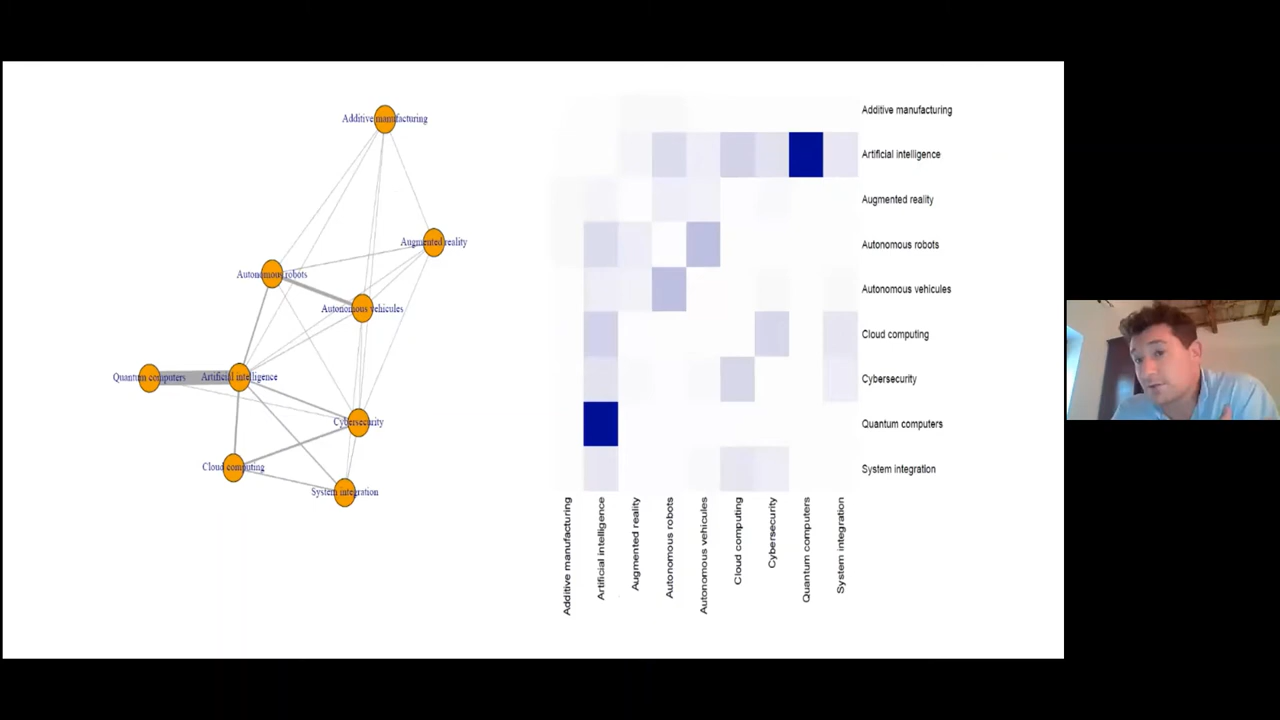 Additive manufacturing
Augmented reality
Autonomous robots
Autonomous vehicules
Quantum computers
Artificial intelligence
Cybersecurity
Cloud computing
System integration
Additive manufacturing
Artificial intelligence
Augmented reality
Autonomous robots
Autonomous vehicules
Cloud computing
Cybersecurity
Quantum computers
System integration
Additive manufacturing
Artificial intelligence
Augmented reality
Autonomous robots
Autonomous vehicules
Cloud computing
Cybersecurity
Quantum computers
System integration